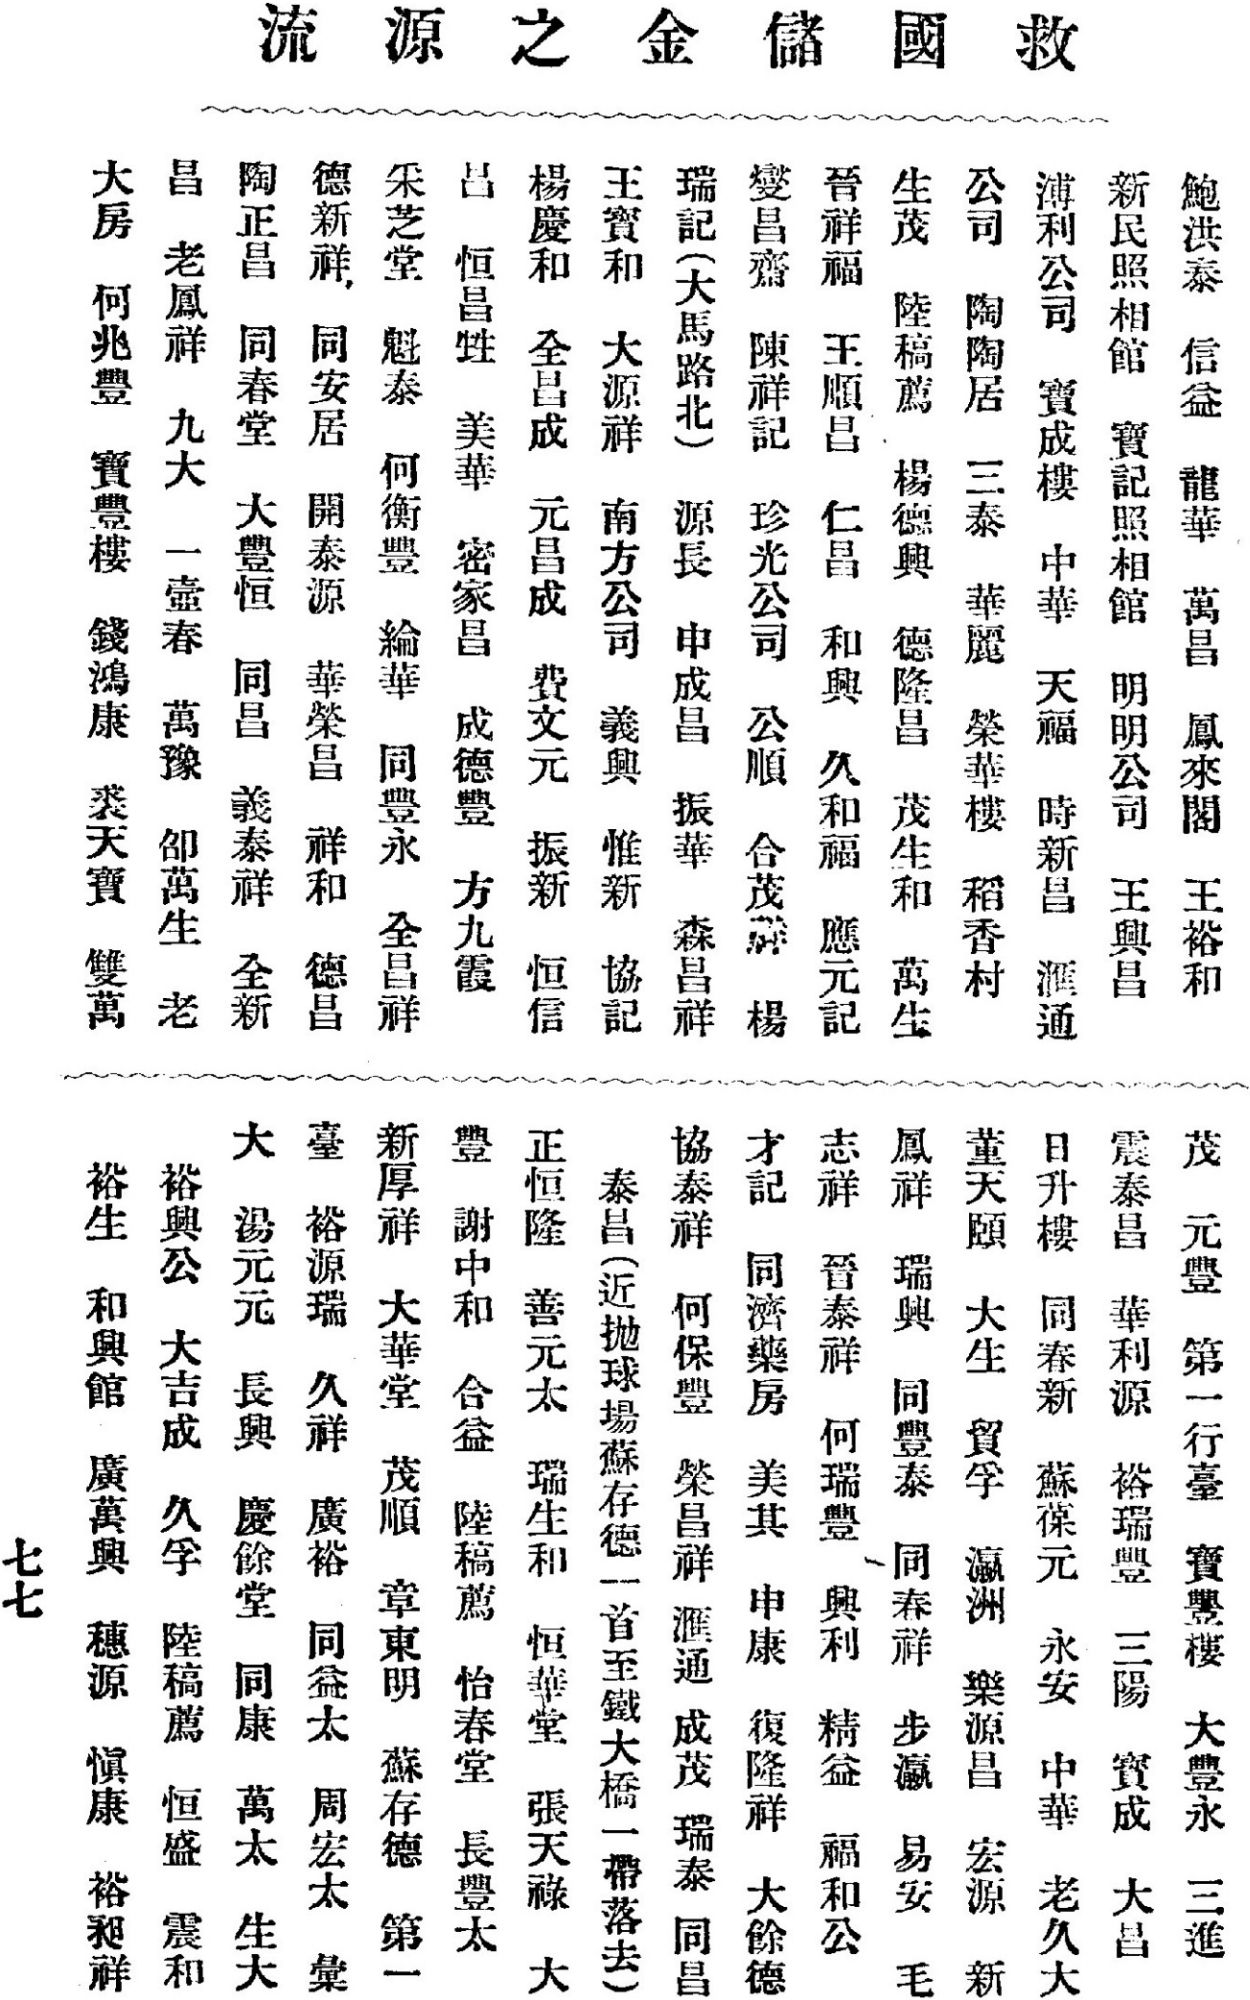 救國儲金之源流
鮑洪泰 信益 龍華 萬昌 鳳來閣 王裕和
新民照相館 寶記照相館 明明公司 王興昌
溥利公司 寶成樓 中華 天福 時新昌 滙通
公司 陶陶居 三泰 華麗 榮華樓 稻香村
生茂 陸稿薦 楊德興 德隆昌 茂生和 萬生
晉祥福 王順昌 仁昌 和興 久和福 應元記
燮昌齋 陳祥記 珍光公司 公順 合茂 楊
瑞記(大馬路北) 源長 申成昌 振華 森昌祥
王寶和 大源祥 南方公司 義興 惟新 協記
楊慶和 全昌成 元昌成 費文元 振新 恒信
昌 恒昌甡 美華 密家昌 成德豐 方九霞
采芝堂 魁泰 何衡豐 綸華 同豐永 全昌祥
德新祥 同安居 開泰源 華榮昌 祥和 德昌
陶正昌 同春堂 大豐恒 同昌 義泰祥 全新
昌 老鳳祥 九大 一壺春 萬豫 邵萬生 老
大房 何兆豐 寶豐樓 錢鴻康 裘天寶 雙萬
茂 元豐 第一行臺 寶豐樓 大豐永 三進
震泰昌 華利源 裕瑞豐 三陽 寶成 大昌
日升樓 同春新 蘇葆元 永安 中華 老久大
董天頤 大生 貿孚 瀛洲 樂源昌 宏源 新
鳳祥 瑞興 同豐泰 同春祥 步瀛 易安 毛
志祥 晉泰祥 何瑞豐 興利 精益 福和公
才記 同濟藥房 美其 申康 復隆祥 大餘德
協泰祥 何保豐 榮昌祥 滙通 成茂 瑞泰 同昌
泰昌(近拋球場蘇存德一首至鐵大橋一帶落去)
正恒隆 善元太 瑞生和 恒華堂 張天祿 大
豐 謝中和 合益 陸稿薦 怡春堂 長豐太
新厚祥 大華堂 茂順 章東明 蘇存德 第一
臺 裕源瑞 久祥 廣裕 同益太 周宏太 彙
大 湯元元 長興 慶餘堂 同康 萬太 生大
裕興公 大吉成 久孚 陸稿薦 恒盛 震和
裕生 和興館 廣萬興 穗源 愼康 裕昶祥
七七